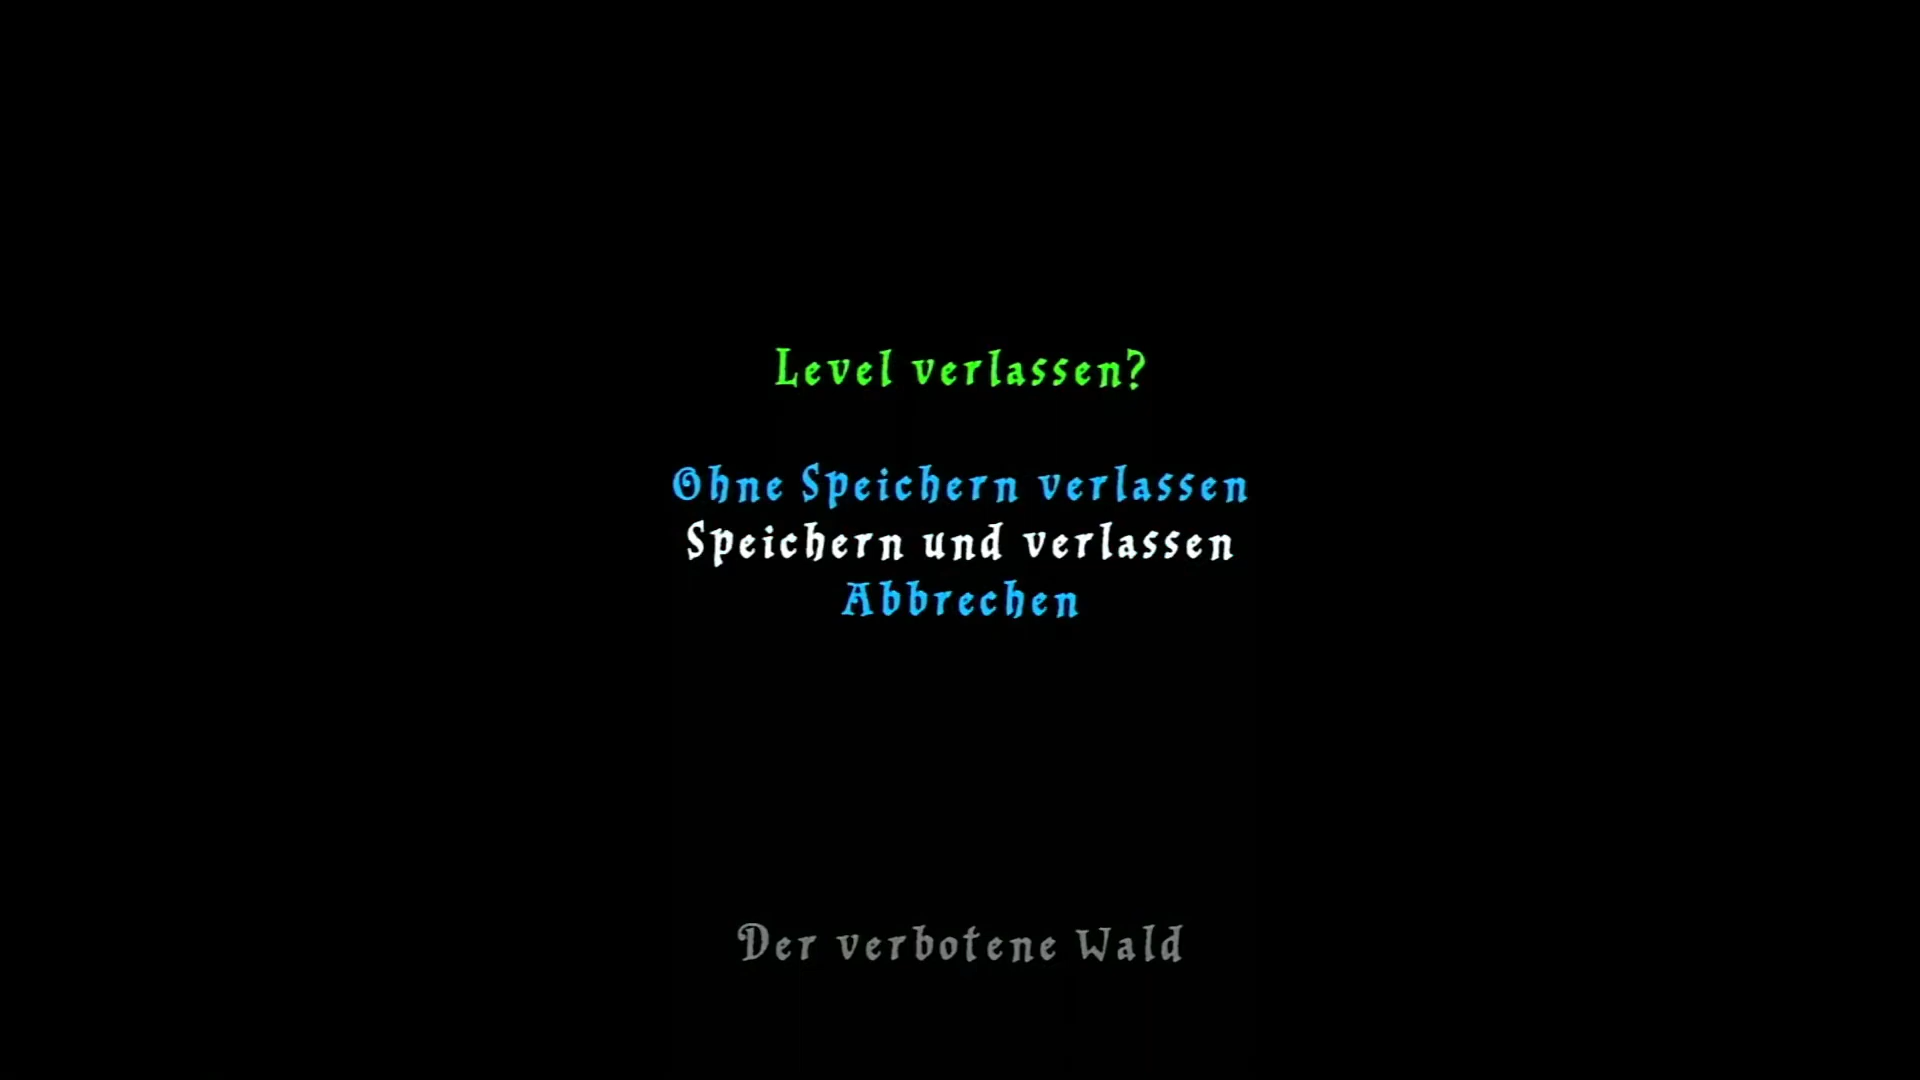 Level verlassen?
Ohne Speichern verlassen
Speichern und verlassen
Abbrechen
Der verbotene Wald